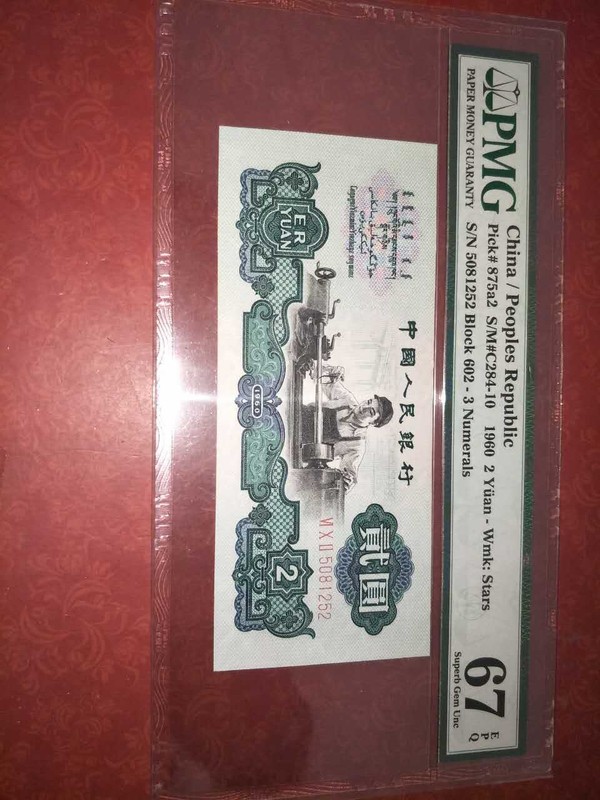 PMG
PAPER MONEY GUARANTY
China / Peoples Republic
Pick# 875a2 S/M#C284-10 1960 2 Yüan - Wmk: Stars
S/N 5081252 Block 602 - 3 Numerals
67
EPQ
Superb Gem Unc
中國人民銀行
ER
YUAN
貳圓
VI X II 5081252
1960
2